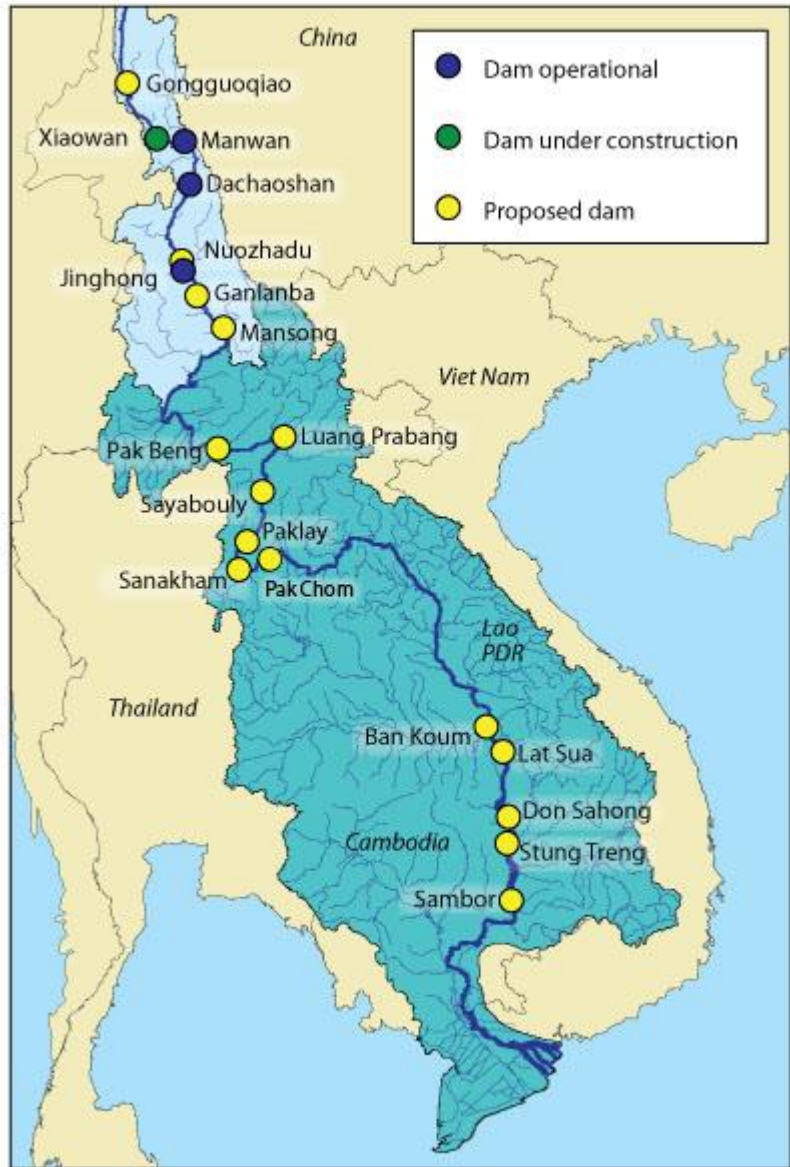 China
Dam operational
Dam under construction
Proposed dam
Gongguoqiao
Xiaowan
Manwan
Dachaoshan
Nuozhadu
Jinghong
Ganlanba
Mansong
Viet Nam
Luang Prabang
Pak Beng
Sayabouly
Paklay
Sanakham
Pak Chom
Lao
PDR
Thailand
Ban Koum
Lat Sua
Don Sahong
Cambodia
Stung Treng
Sambor